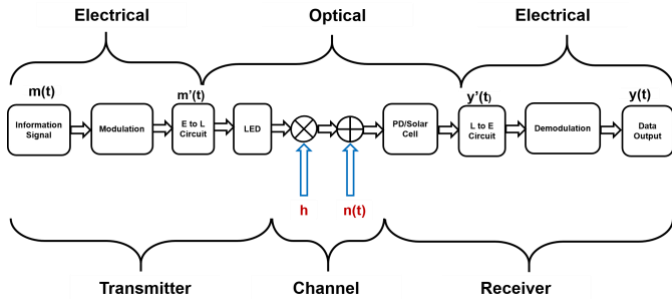 Electrical Optical Electrical
m(t) m'(t) y'(t) y(t)
Information
Signal
Modulation
E to L
Circuit
LED
PD/Solar
Cell
L to E
Circuit
Demodulation
Data
Output
h n(t)
Transmitter Channel Receiver